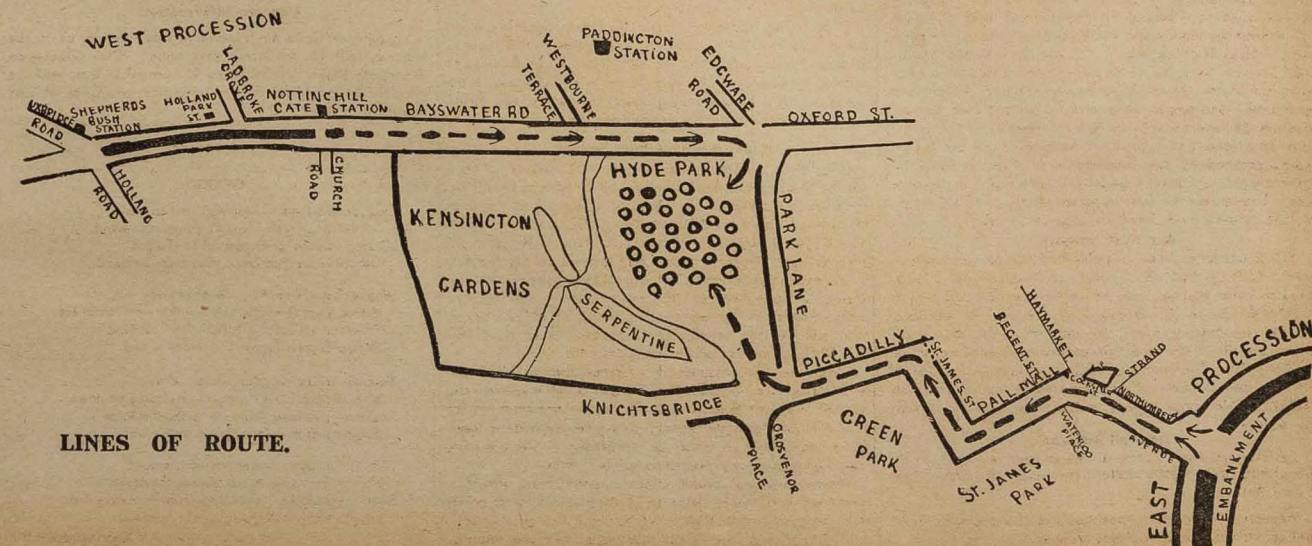 WEST PROCESSION
UXBRIDGE
ROAD
SHEPHERDS
BUSH
STATION
HOLLAND
PARK
ST.
LADBROKE
GROVE
NOTTINGHILL
GATE STATION
BAYSWATER RD
WESTBOURNE
TERRACE
PADDINGTON
STATION
EDGWARE
ROAD
OXFORD ST.
HOLLAND
ROAD
CHURCH
ROAD
KENSINGTON
GARDENS
HYDE PARK
SERPENTINE
PARK LANE
KNIGHTSBRIDGE
GROSVENOR
PLACE
PICCADILLY
GREEN
PARK
ST. JAMES ST
PALL MALL
REGENT ST
HAYMARKET
WATERLOO
PLACE
STRAND
AVENUE
St. JAMES
PARK
EAST
PROCESSION
EMBANKMENT
LINES OF ROUTE.